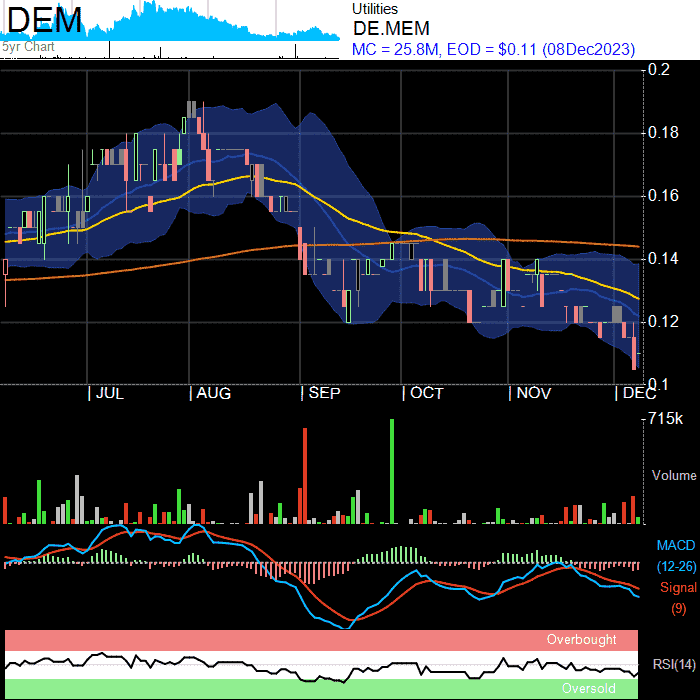 DEM
5yr Chart
Utilities
DE.MEM
MC = 25.8M, EOD = $0.11 (08Dec2023)
0.2
0.18
0.16
0.14
0.12
0.1
JUL AUG SEP OCT NOV DEC
715k
Volume
MACD
(12-26)
Signal
(9)
Overbought
RSI(14)
Oversold